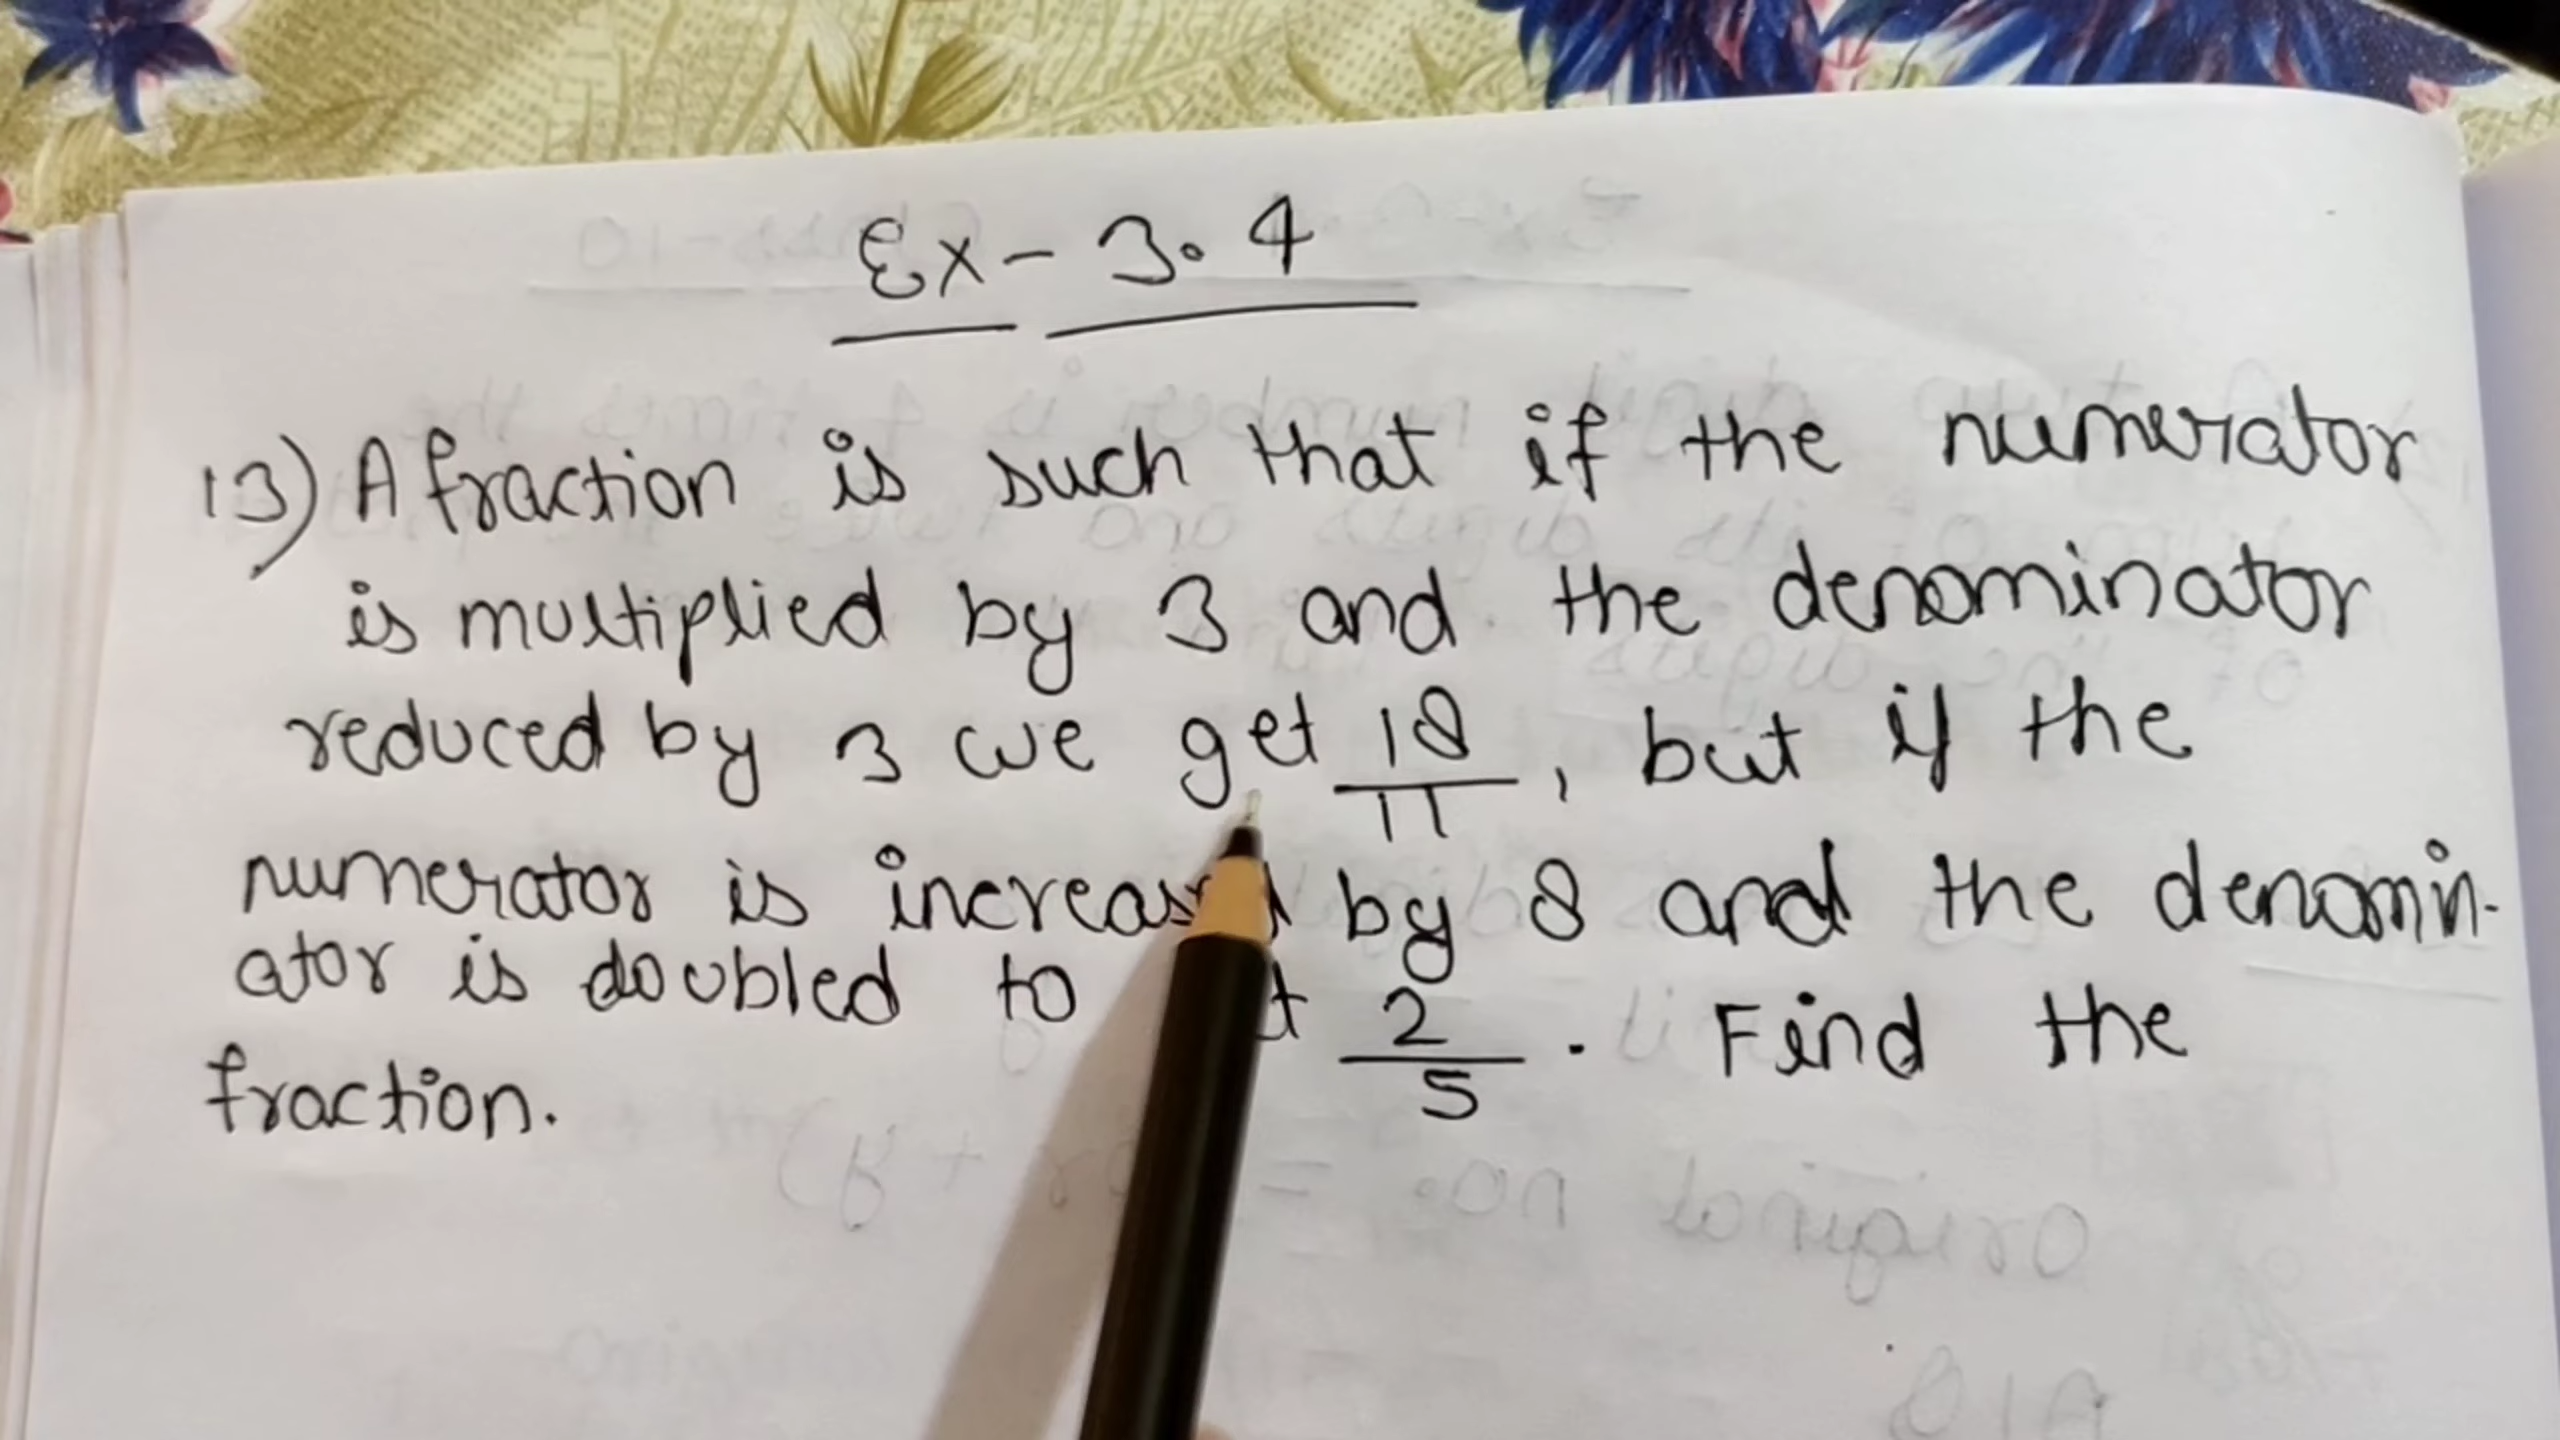 Ex - 3.4
13) A fraction is such that if the numerator
is multiplied by 3 and the denominator
reduced by 3 we get 18/11, but if the
numerator is increased by 8 and the denomin-
ator is doubled to 2/5. Find the
fraction.